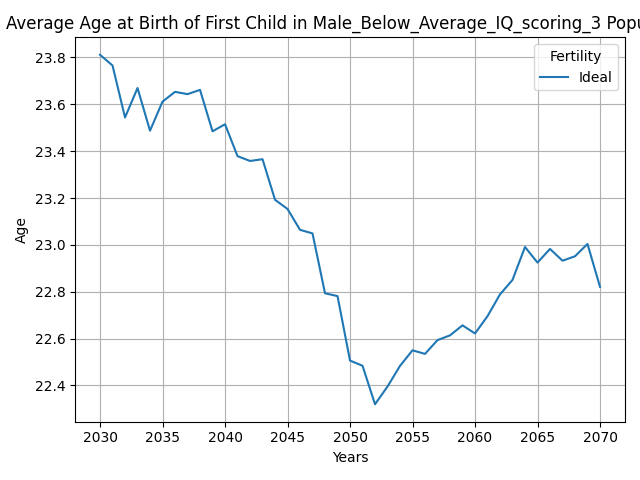 Average Age at Birth of First Child in Male_Below_Average_IQ_scoring_3 Popu
Fertility
Ideal
23.8
23.6
23.4
23.2
23.0
22.8
22.6
22.4
Age
2030 2035 2040 2045 2050 2055 2060 2065 2070
Years